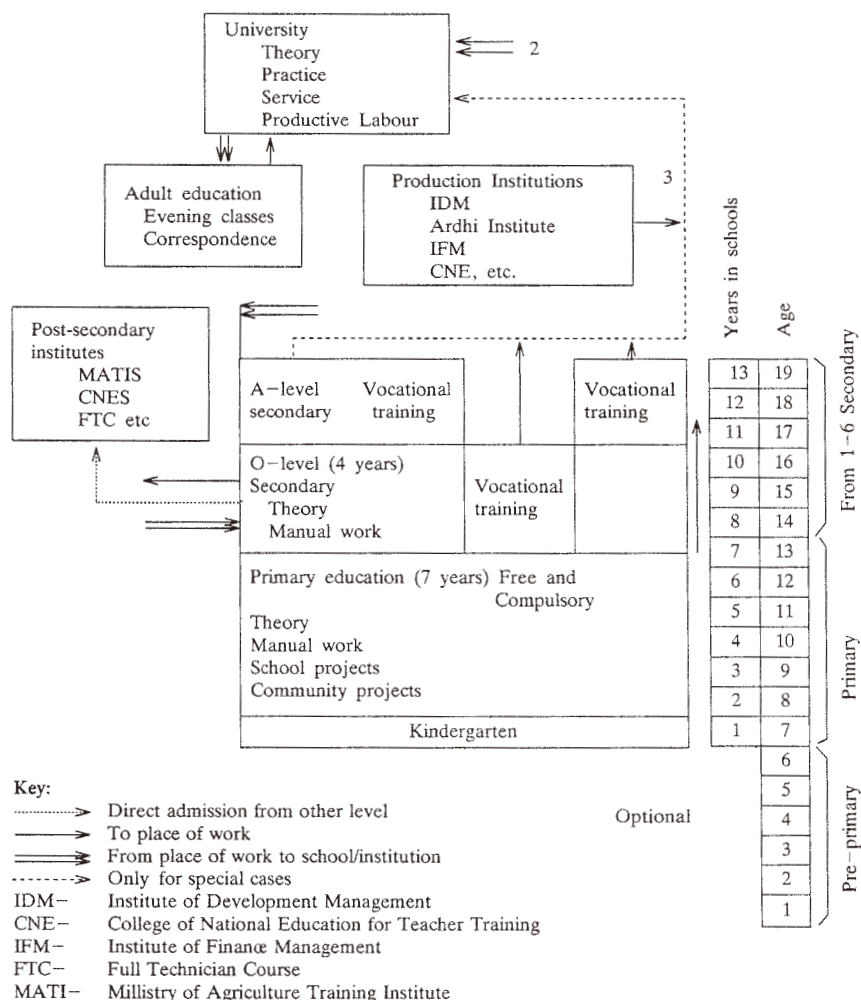 University
Theory
Practice
Service
Productive Labour
2
Adult education
Evening classes
Correspondence
Production Institutions
IDM
Ardhi Institute
IFM
CNE, etc.
3
Years in schools
Age
Post-secondary
institutes
MATIS
CNES
FTC etc
A-level Vocational
secondary training
Vocational
training
O-level (4 years)
Secondary
Theory
Manual work
Vocational
training
Primary education (7 years) Free and
Compulsory
Theory
Manual work
School projects
Community projects
Kindergarten
13 19
12 18
11 17
10 16
9 15
8 14
7 13
6 12
5 11
4 10
3 9
2 8
1 7
6
5
4
3
2
1
From 1-6 Secondary
Primary
Pre-primary
Optional
Key:
Direct admission from other level
To place of work
From place of work to school/institution
Only for special cases
IDM- Institute of Development Management
CNE- College of National Education for Teacher Training
IFM- Institute of Finance Management
FTC- Full Technician Course
MATI- Millistry of Agriculture Training Institute